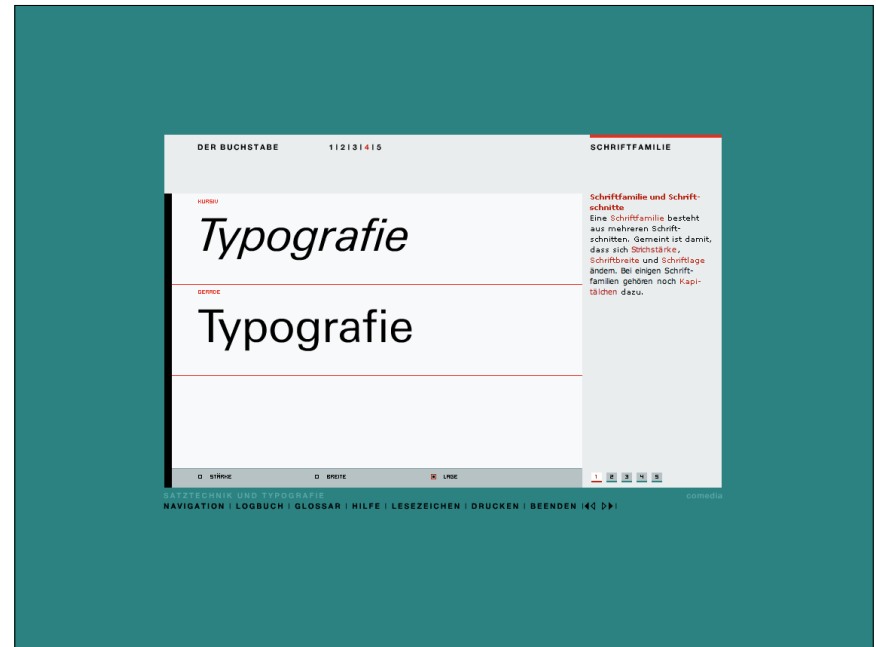 DER BUCHSTABE 1|2|3|4|5 SCHRIFTFAMILIE
KURSIV
Typografie
GERADE
Typografie
Schriftfamilie und Schrift-
schnitte
Eine Schriftfamilie besteht
aus mehreren Schrift-
schnitten. Gemeint ist damit,
dass sich Strichstärke,
Schriftbreite und Schriftlage
ändern. Bei einigen Schrift-
familien gehören noch Kapi-
tälchen dazu.
STÄRKE BREITE LAGE
1 2 3 4 5
SATZTECHNIK UND TYPOGRAFIE comedia
NAVIGATION | LOGBUCH | GLOSSAR | HILFE | LESEZEICHEN | DRUCKEN | BEENDEN |